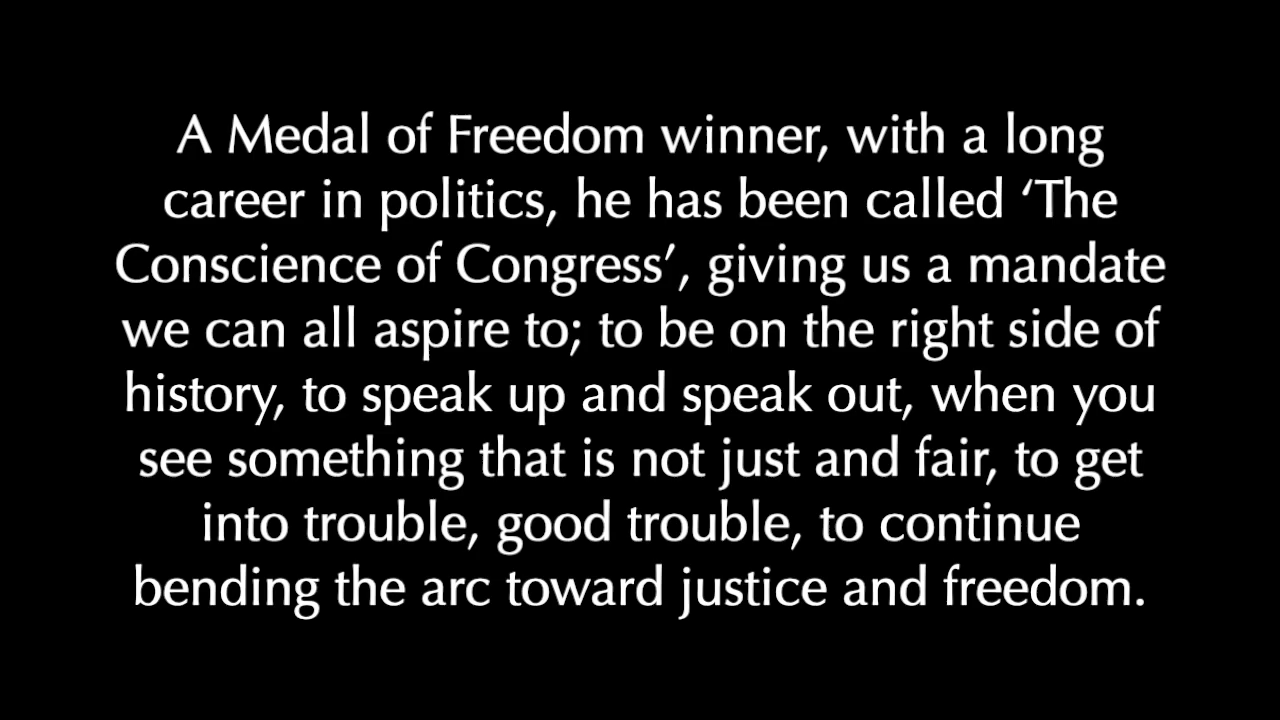 A Medal of Freedom winner, with a long
career in politics, he has been called ‘The
Conscience of Congress’, giving us a mandate
we can all aspire to; to be on the right side of
history, to speak up and speak out, when you
see something that is not just and fair, to get
into trouble, good trouble, to continue
bending the arc toward justice and freedom.